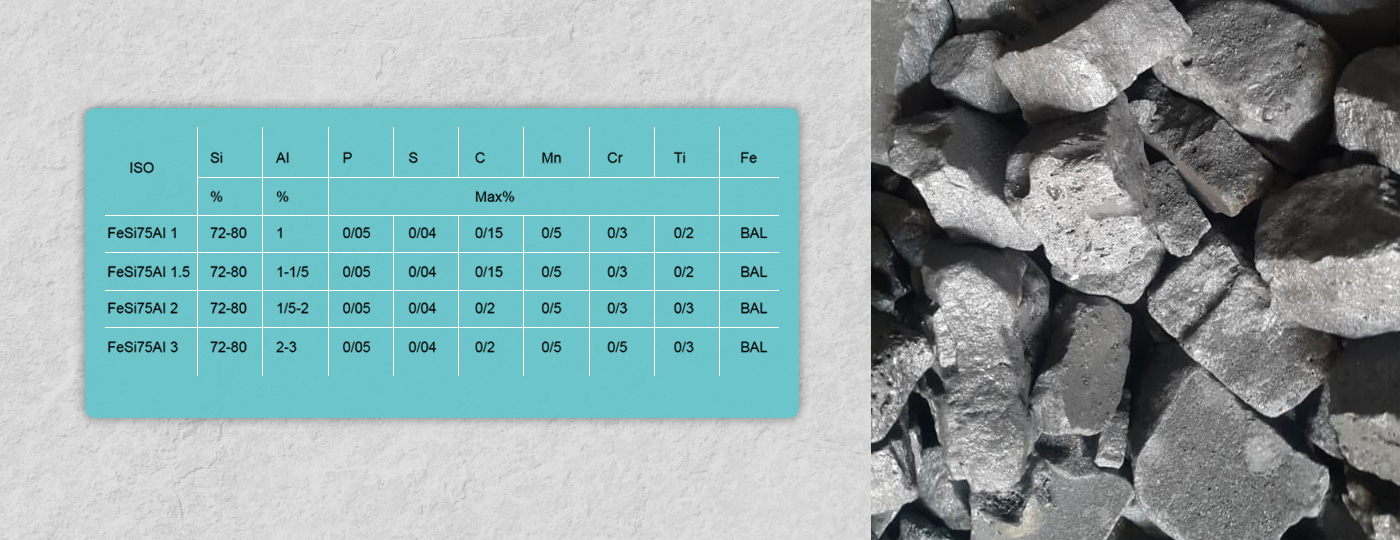 ISO Si Al P S C Mn Cr Ti Fe
% % Max%
FeSi75Al 1 72-80 1 0/05 0/04 0/15 0/5 0/3 0/2 BAL
FeSi75Al 1.5 72-80 1-1/5 0/05 0/04 0/15 0/5 0/3 0/2 BAL
FeSi75Al 2 72-80 1/5-2 0/05 0/04 0/2 0/5 0/3 0/3 BAL
FeSi75Al 3 72-80 2-3 0/05 0/04 0/2 0/5 0/5 0/3 BAL